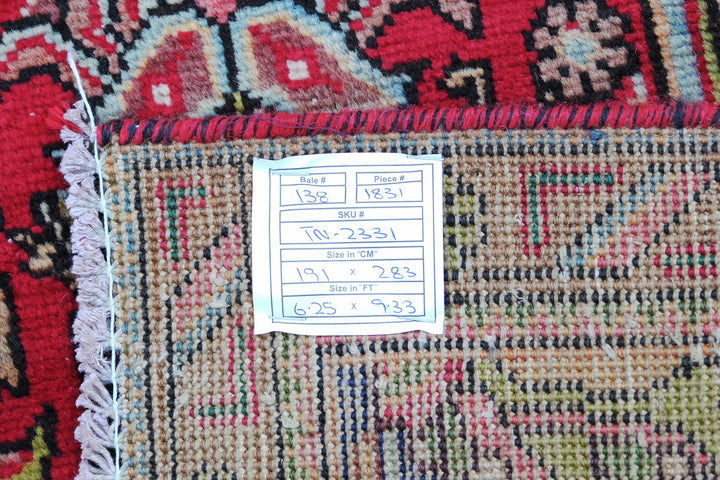 Bale # Piece #
138 1831
SKU #
TN-2331
Size in "CM"
191 x 283
Size in "FT"
6.25 x 9.33